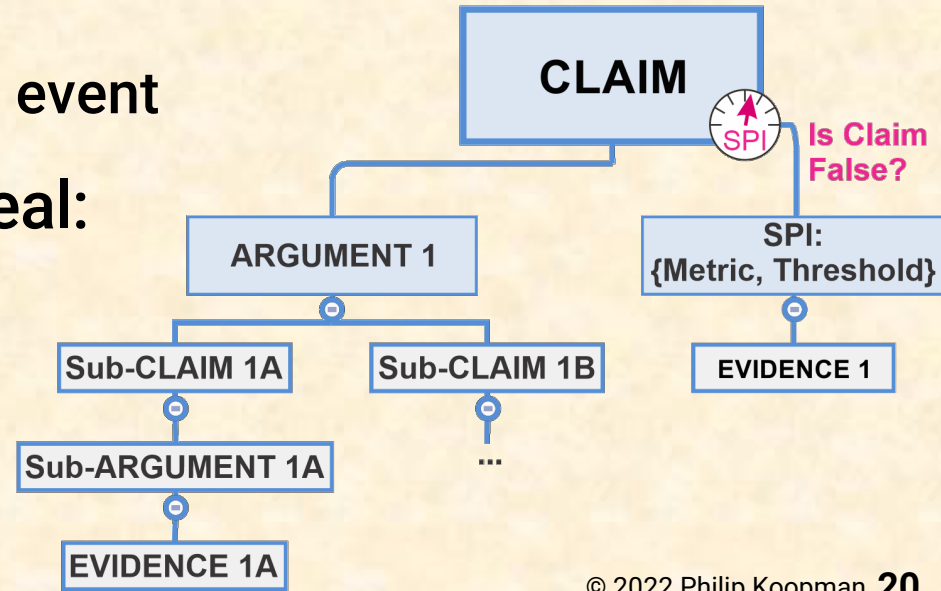 event
eal:
CLAIM
SPI
Is Claim
False?
ARGUMENT 1
SPI:
{Metric, Threshold}
Sub-CLAIM 1A
Sub-CLAIM 1B
EVIDENCE 1
Sub-ARGUMENT 1A
...
EVIDENCE 1A
© 2022 Philip Koopman 20